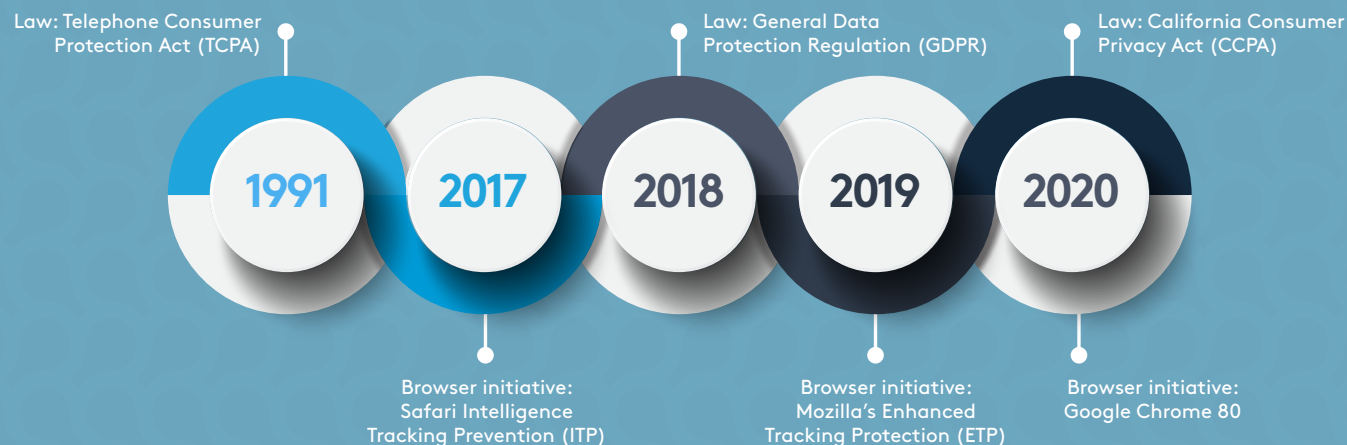 Law: Telephone Consumer
Protection Act (TCPA)
Law: General Data
Protection Regulation (GDPR)
Law: California Consumer
Privacy Act (CCPA)
1991
2017
2018
2019
2020
Browser initiative:
Safari Intelligence
Tracking Prevention (ITP)
Browser initiative:
Mozilla's Enhanced
Tracking Protection (ETP)
Browser initiative:
Google Chrome 80